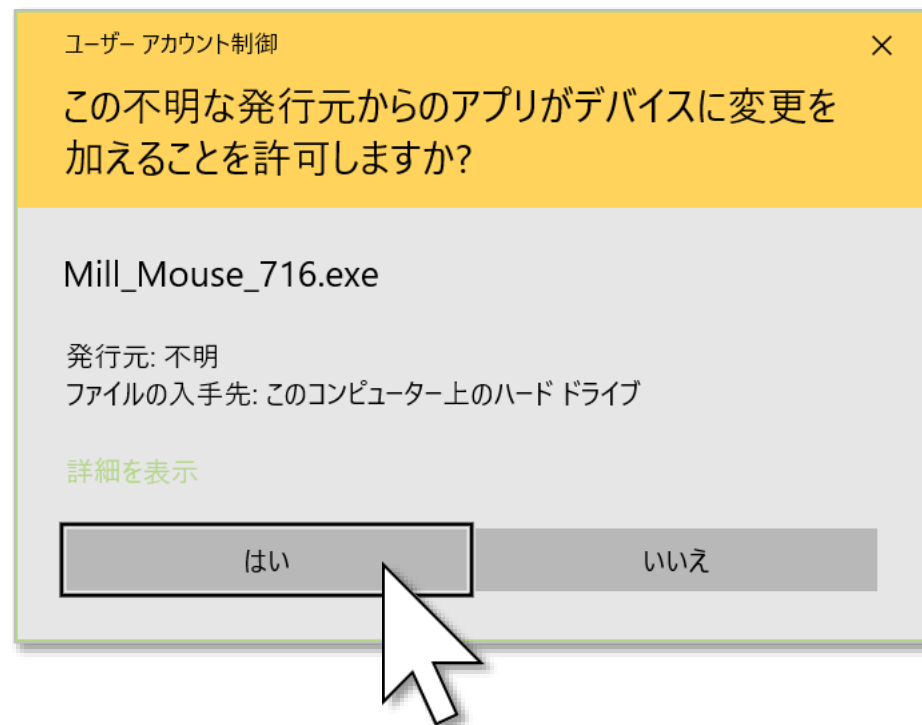 ユーザー アカウント制御
この不明な発行元からのアプリがデバイスに変更を
加えることを許可しますか?
Mill_Mouse_716.exe
発行元: 不明
ファイルの入手先: このコンピューター上のハード ドライブ
詳細を表示
はい
いいえ